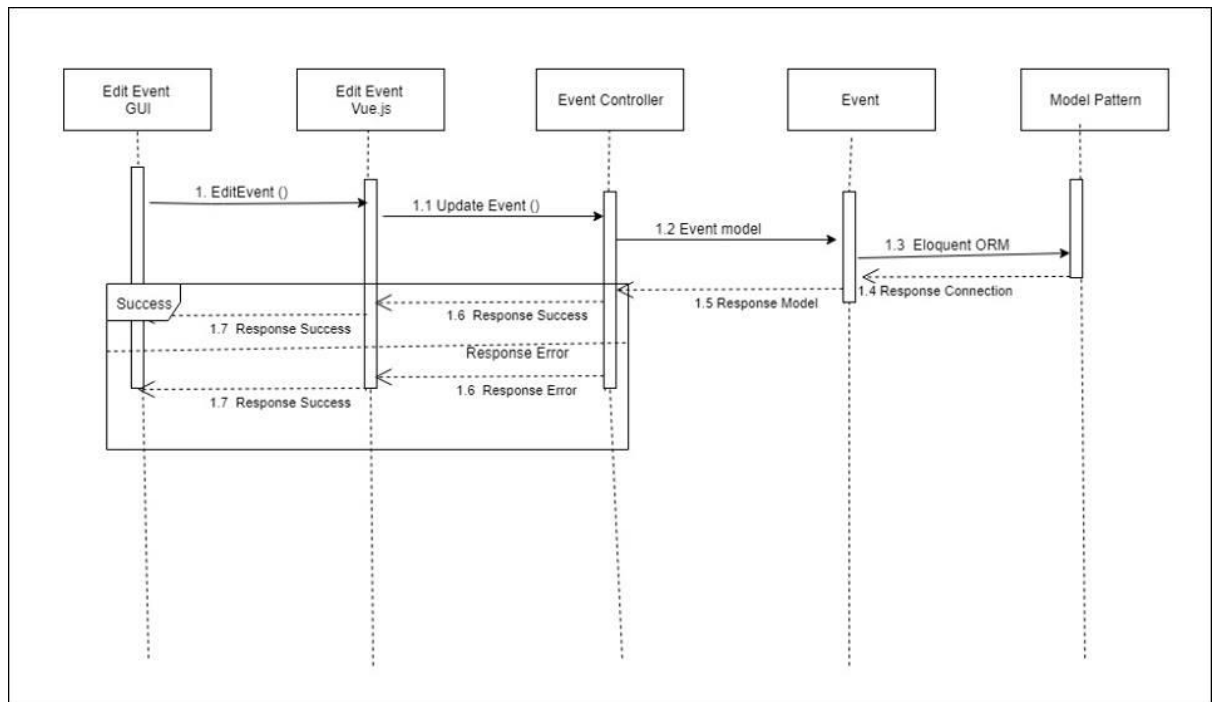 Edit Event
GUI
Edit Event
Vue.js
Event Controller
Event
Model Pattern
1. EditEvent ()
1.1 Update Event ()
1.2 Event model
1.3 Eloquent ORM
1.4 Response Connection
1.5 Response Model
Success
1.6 Response Success
1.7 Response Success
Response Error
1.6 Response Error
1.7 Response Success